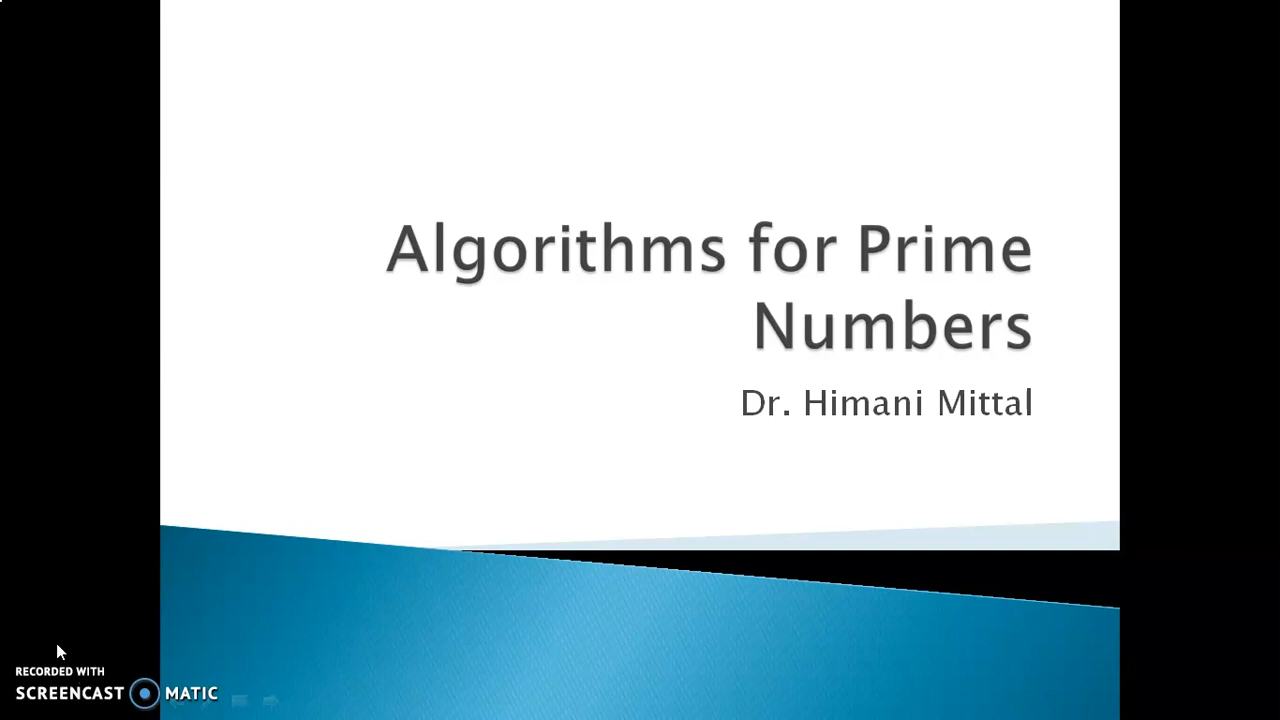 Algorithms for Prime
Numbers
Dr. Himani Mittal
RECORDED WITH
SCREENCAST MATIC